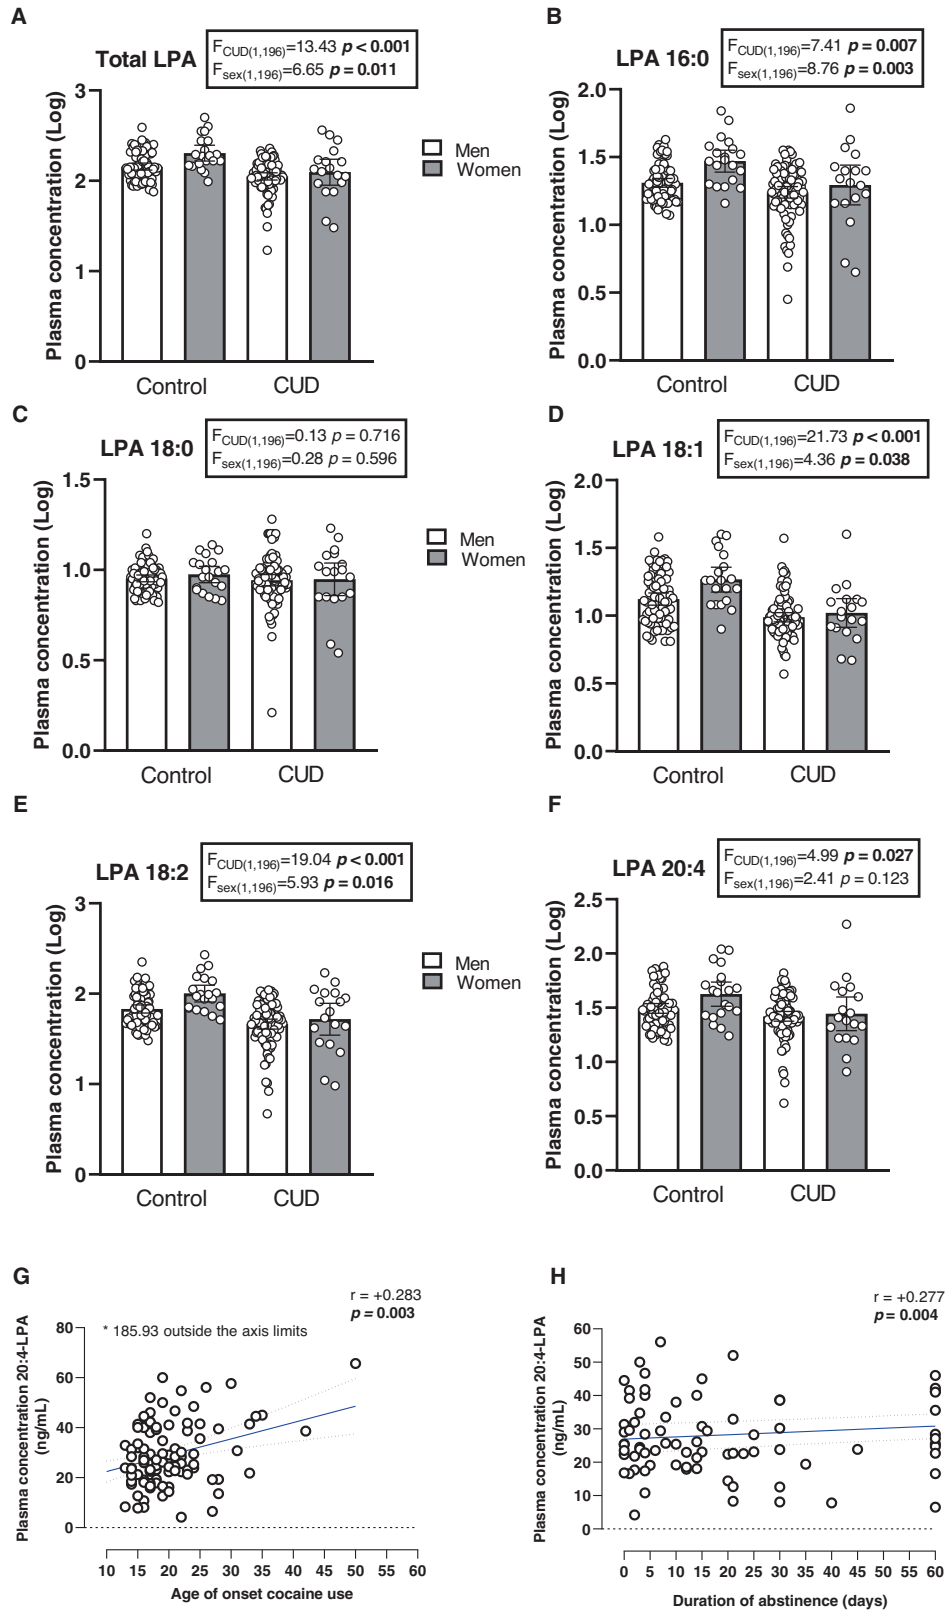 A
Total LPA
F CUD(1,196)=13.43 p < 0.001
F sex(1,196)=6.65 p = 0.011
Plasma concentration (Log)
3
2
1
0
Control
CUD
Men
Women
B
LPA 16:0
F CUD(1,196)=7.41 p = 0.007
F sex(1,196)=8.76 p = 0.003
Plasma concentration (Log)
2.0
1.5
1.0
0.5
0.0
Control
CUD
C
LPA 18:0
F CUD(1,196)=0.13 p = 0.716
F sex(1,196)=0.28 p = 0.596
Plasma concentration (Log)
1.5
1.0
0.5
0.0
Control
CUD
Men
Women
D
LPA 18:1
F CUD(1,196)=21.73 p < 0.001
F sex(1,196)=4.36 p = 0.038
Plasma concentration (Log)
2.0
1.5
1.0
0.5
0.0
Control
CUD
E
LPA 18:2
F CUD(1,196)=19.04 p < 0.001
F sex(1,196)=5.93 p = 0.016
Plasma concentration (Log)
3
2
1
0
Control
CUD
Men
Women
F
LPA 20:4
F CUD(1,196)=4.99 p = 0.027
F sex(1,196)=2.41 p = 0.123
Plasma concentration (Log)
2.5
2.0
1.5
1.0
0.5
0.0
Control
CUD
G
r = +0.283
p = 0.003
* 185.93 outside the axis limits
Plasma concentration 20:4-LPA
(ng/mL)
80
60
40
20
0
10 15 20 25 30 35 40 45 50 55 60
Age of onset cocaine use
H
r = +0.277
p = 0.004
Plasma concentration 20:4-LPA
(ng/mL)
60
50
40
30
20
10
0
0 5 10 15 20 25 30 35 40 45 50 55 60
Duration of abstinence (days)